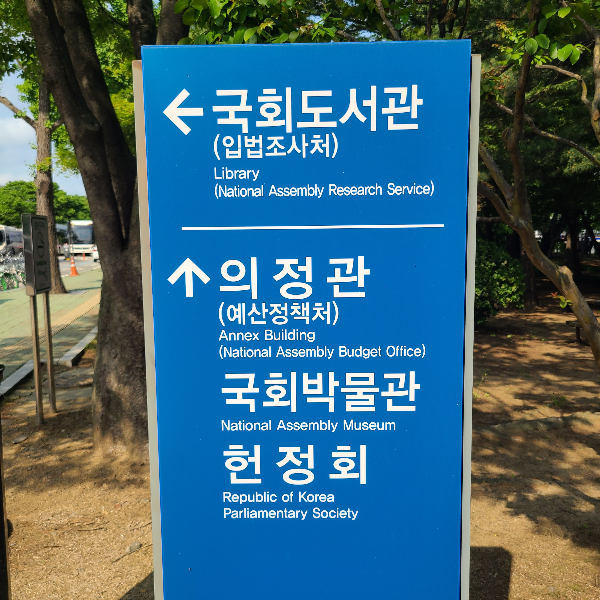 ← 국회도서관
(입법조사처)
Library
(National Assembly Research Service)
↑ 의정관
(예산정책처)
Annex Building
(National Assembly Budget Office)
국회박물관
National Assembly Museum
헌정회
Republic of Korea
Parliamentary Society